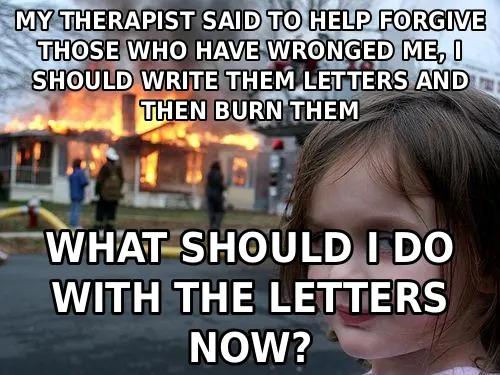 MY THERAPIST SAID TO HELP FORGIVE
THOSE WHO HAVE WRONGED ME, I
SHOULD WRITE THEM LETTERS AND
THEN BURN THEM
WHAT SHOULD I DO
WITH THE LETTERS
NOW?